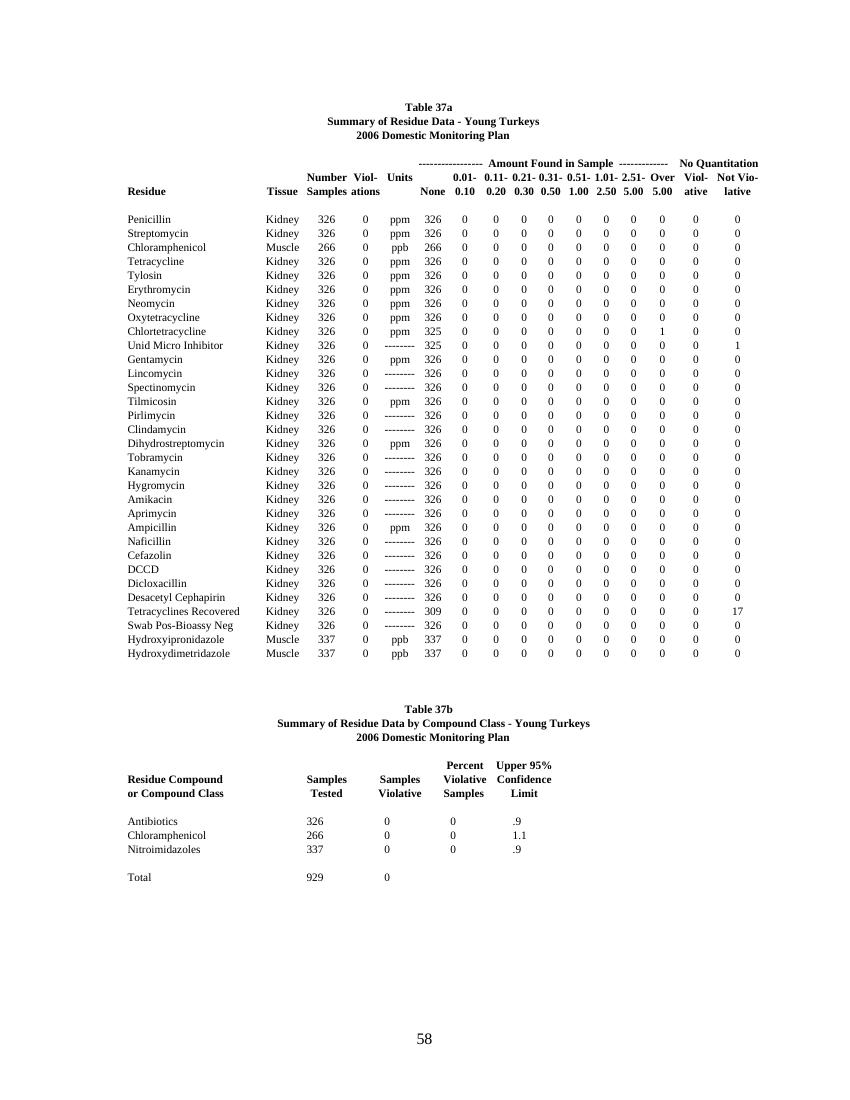 Table 37a
Summary of Residue Data - Young Turkeys
2006 Domestic Monitoring Plan
----------------- Amount Found in Sample ------------- No Quantitation
Number Viol- Units 0.01- 0.11- 0.21- 0.31- 0.51- 1.01- 2.51- Over Viol- Not Vio-
Residue Tissue Samples ations None 0.10 0.20 0.30 0.50 1.00 2.50 5.00 5.00 ative lative
Penicillin Kidney 326 0 ppm 326 0 0 0 0 0 0 0 0 0 0
Streptomycin Kidney 326 0 ppm 326 0 0 0 0 0 0 0 0 0 0
Chloramphenicol Muscle 266 0 ppb 266 0 0 0 0 0 0 0 0 0 0
Tetracycline Kidney 326 0 ppm 326 0 0 0 0 0 0 0 0 0 0
Tylosin Kidney 326 0 ppm 326 0 0 0 0 0 0 0 0 0 0
Erythromycin Kidney 326 0 ppm 326 0 0 0 0 0 0 0 0 0 0
Neomycin Kidney 326 0 ppm 326 0 0 0 0 0 0 0 0 0 0
Oxytetracycline Kidney 326 0 ppm 326 0 0 0 0 0 0 0 0 0 0
Chlortetracycline Kidney 326 0 ppm 325 0 0 0 0 0 0 0 1 0 0
Unid Micro Inhibitor Kidney 326 0 -------- 325 0 0 0 0 0 0 0 0 0 1
Gentamycin Kidney 326 0 ppm 326 0 0 0 0 0 0 0 0 0 0
Lincomycin Kidney 326 0 -------- 326 0 0 0 0 0 0 0 0 0 0
Spectinomycin Kidney 326 0 -------- 326 0 0 0 0 0 0 0 0 0 0
Tilmicosin Kidney 326 0 ppm 326 0 0 0 0 0 0 0 0 0 0
Pirlimycin Kidney 326 0 -------- 326 0 0 0 0 0 0 0 0 0 0
Clindamycin Kidney 326 0 -------- 326 0 0 0 0 0 0 0 0 0 0
Dihydrostreptomycin Kidney 326 0 ppm 326 0 0 0 0 0 0 0 0 0 0
Tobramycin Kidney 326 0 -------- 326 0 0 0 0 0 0 0 0 0 0
Kanamycin Kidney 326 0 -------- 326 0 0 0 0 0 0 0 0 0 0
Hygromycin Kidney 326 0 -------- 326 0 0 0 0 0 0 0 0 0 0
Amikacin Kidney 326 0 -------- 326 0 0 0 0 0 0 0 0 0 0
Aprimycin Kidney 326 0 -------- 326 0 0 0 0 0 0 0 0 0 0
Ampicillin Kidney 326 0 ppm 326 0 0 0 0 0 0 0 0 0 0
Naficillin Kidney 326 0 -------- 326 0 0 0 0 0 0 0 0 0 0
Cefazolin Kidney 326 0 -------- 326 0 0 0 0 0 0 0 0 0 0
DCCD Kidney 326 0 -------- 326 0 0 0 0 0 0 0 0 0 0
Dicloxacillin Kidney 326 0 -------- 326 0 0 0 0 0 0 0 0 0 0
Desacetyl Cephapirin Kidney 326 0 -------- 326 0 0 0 0 0 0 0 0 0 0
Tetracyclines Recovered Kidney 326 0 -------- 309 0 0 0 0 0 0 0 0 0 17
Swab Pos-Bioassy Neg Kidney 326 0 -------- 326 0 0 0 0 0 0 0 0 0 0
Hydroxyipronidazole Muscle 337 0 ppb 337 0 0 0 0 0 0 0 0 0 0
Hydroxydimetridazole Muscle 337 0 ppb 337 0 0 0 0 0 0 0 0 0 0
Table 37b
Summary of Residue Data by Compound Class - Young Turkeys
2006 Domestic Monitoring Plan
Percent Upper 95%
Residue Compound Samples Samples Violative Confidence
or Compound Class Tested Violative Samples Limit
Antibiotics 326 0 0 .9
Chloramphenicol 266 0 0 1.1
Nitroimidazoles 337 0 0 .9
Total 929 0
58